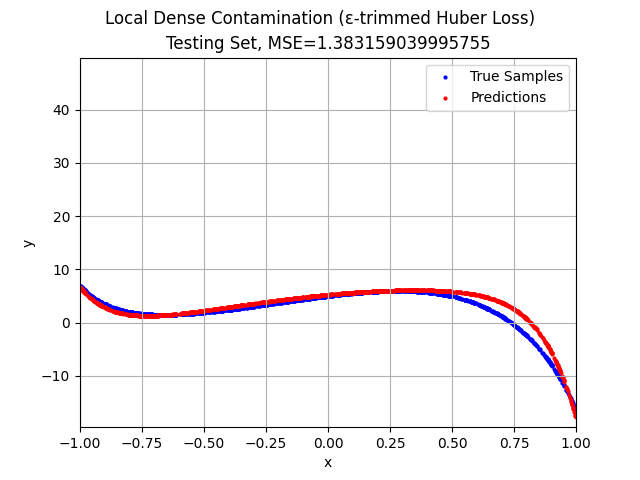 Local Dense Contamination (ε-trimmed Huber Loss)
Testing Set, MSE=1.383159039995755
True Samples
Predictions
40
30
20
10
0
−10
y
−1.00 −0.75 −0.50 −0.25 0.00 0.25 0.50 0.75 1.00
x